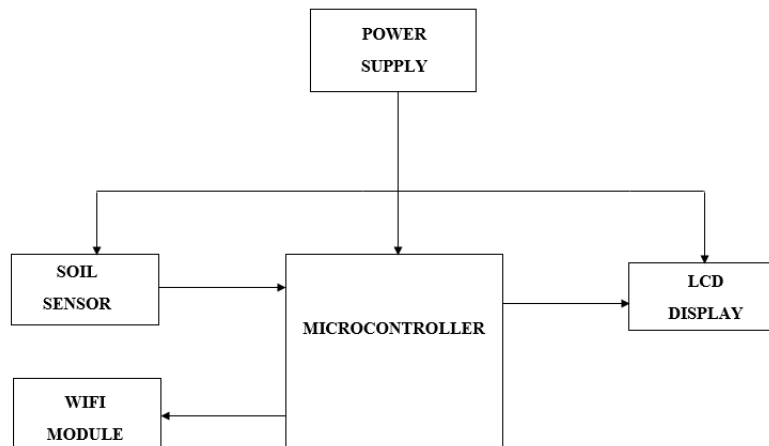 POWER
SUPPLY
SOIL
SENSOR
MICROCONTROLLER
LCD
DISPLAY
WIFI
MODULE